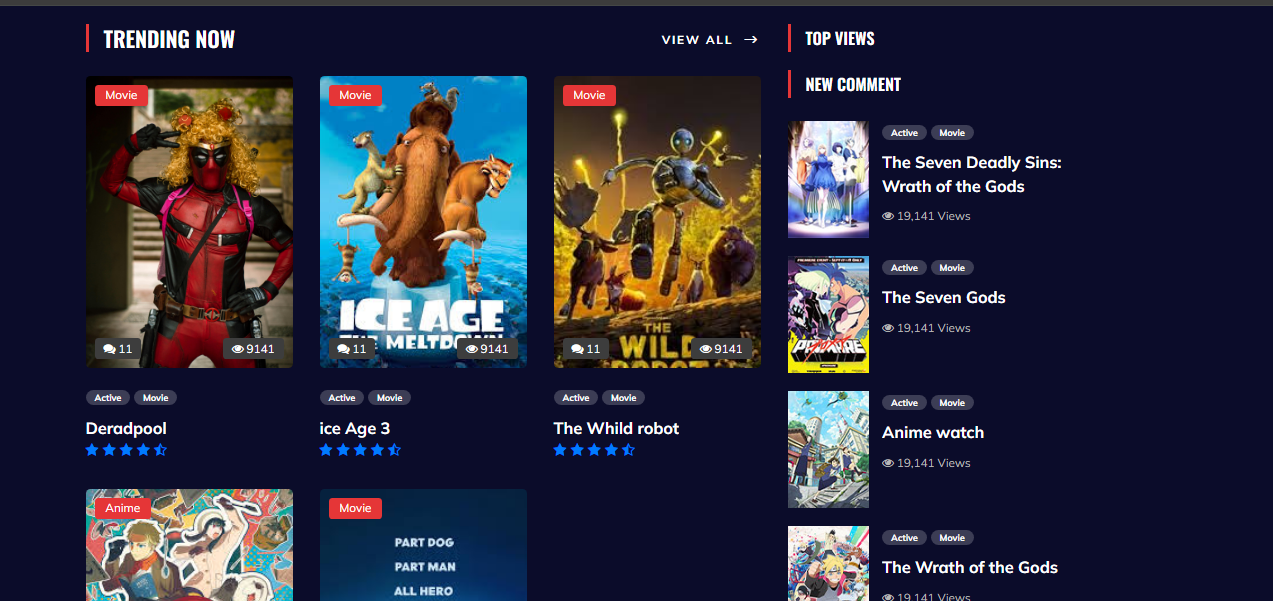 TRENDING NOW
VIEW ALL →
Movie
Movie
Movie
ICE AGE
THE MELTDOWN
THE
WILD
ROBOT
11
9141
11
9141
11
9141
Active Movie
Deradpool
Active Movie
ice Age 3
Active Movie
The Whild robot
Anime
Movie
PART DOG
PART MAN
ALL HERO
TOP VIEWS
NEW COMMENT
Active Movie
The Seven Deadly Sins:
Wrath of the Gods
19,141 Views
Active Movie
The Seven Gods
19,141 Views
Active Movie
Anime watch
19,141 Views
Active Movie
The Wrath of the Gods
19,141 Views